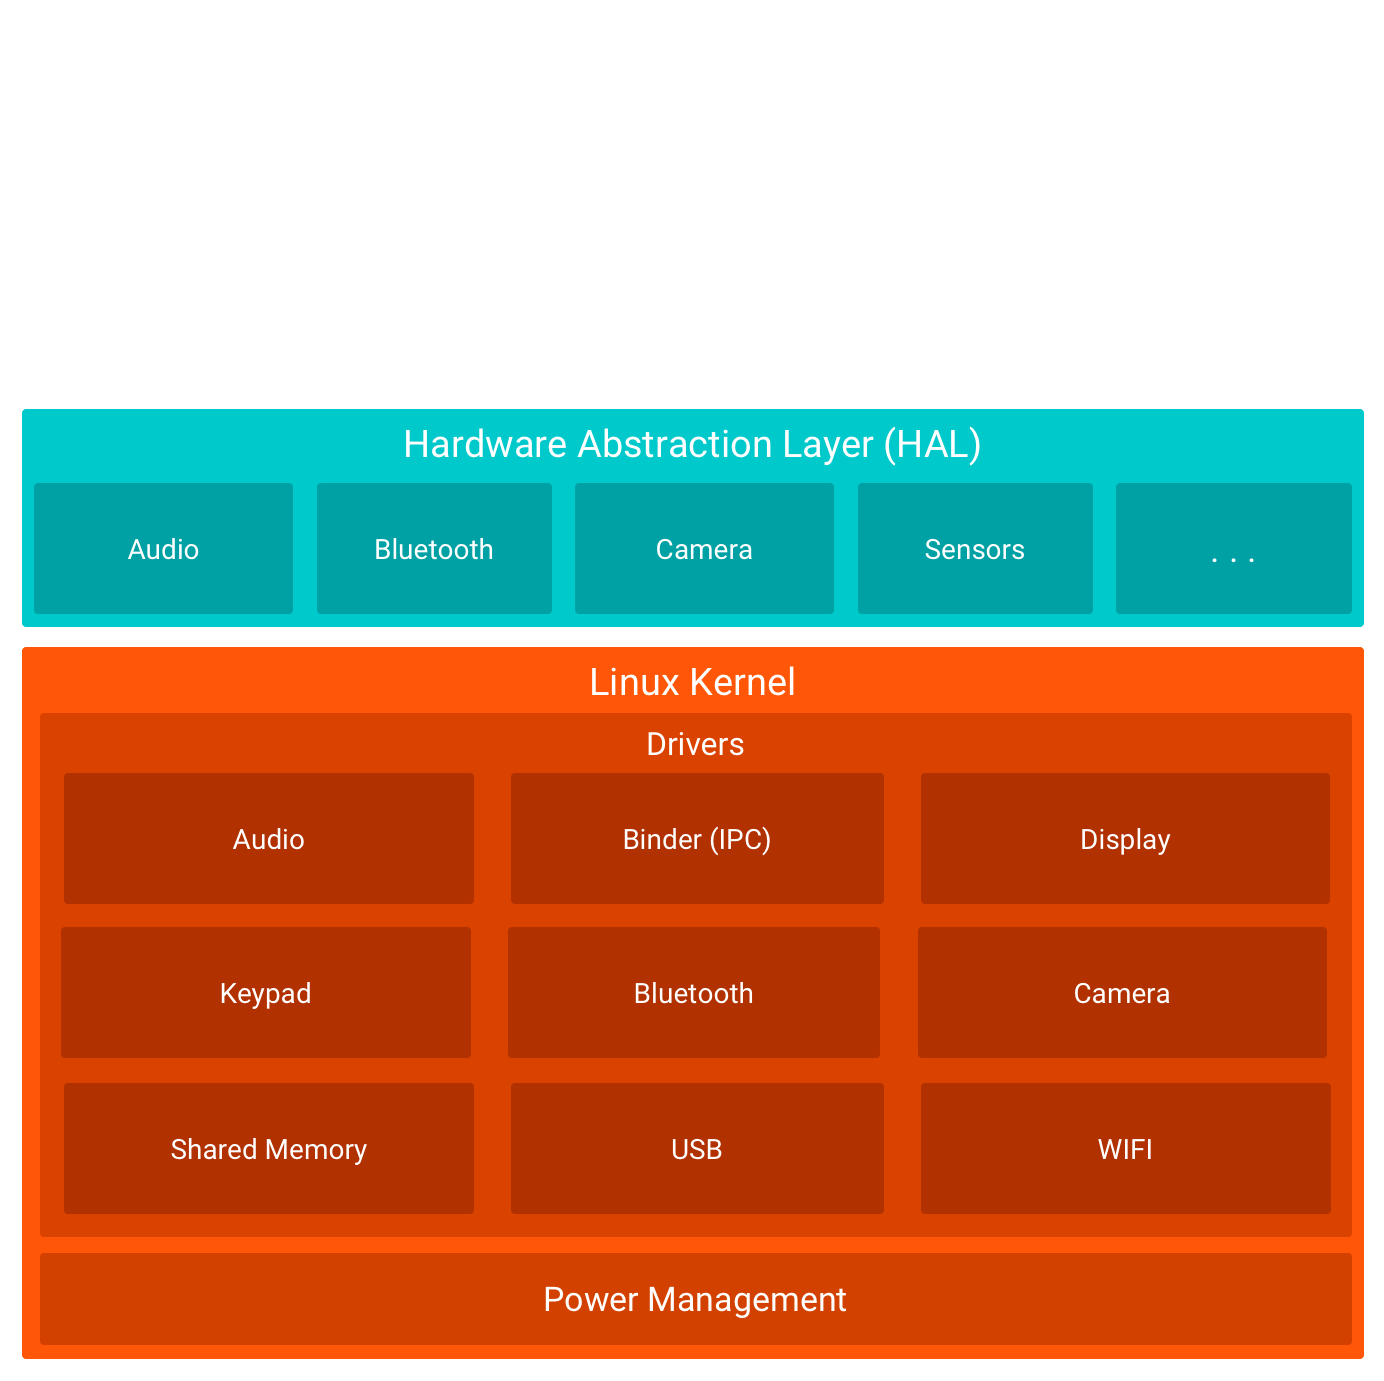 Hardware Abstraction Layer (HAL)
Audio
Bluetooth
Camera
Sensors
. . .
Linux Kernel
Drivers
Audio
Binder (IPC)
Display
Keypad
Bluetooth
Camera
Shared Memory
USB
WIFI
Power Management